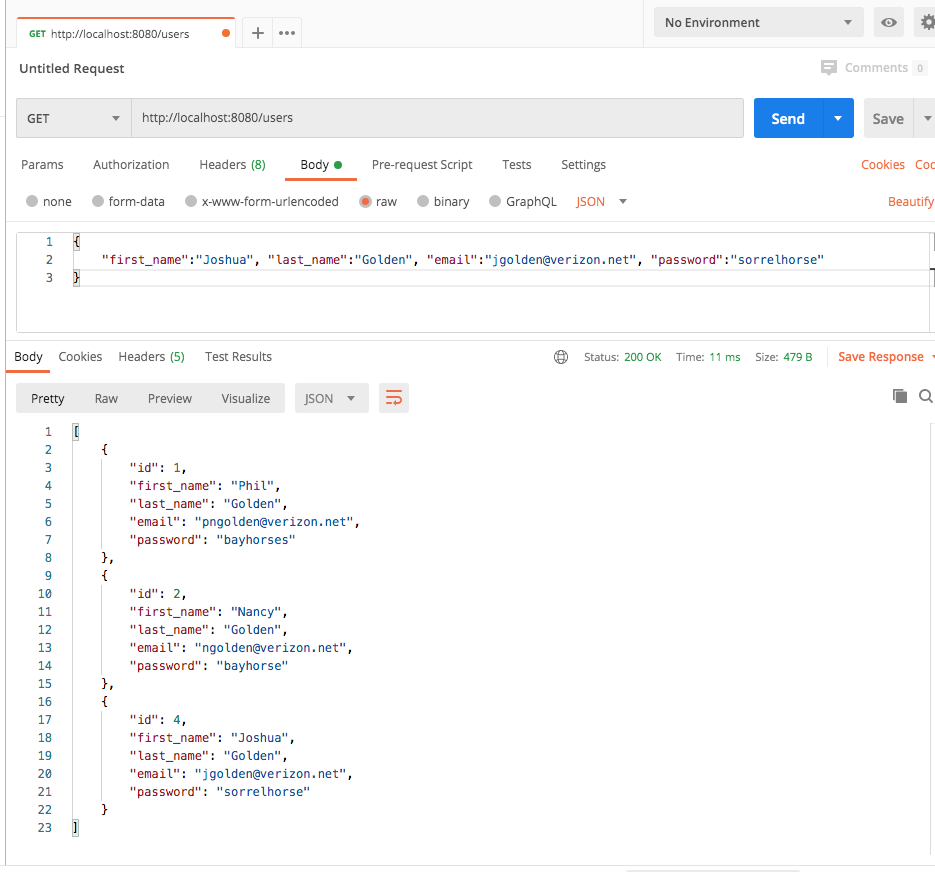 GET http://localhost:8080/users
No Environment
Untitled Request
Comments 0
GET http://localhost:8080/users Send Save
Params Authorization Headers (8) Body Pre-request Script Tests Settings Cookies Coc
none form-data x-www-form-urlencoded raw binary GraphQL JSON Beautify
1 {
2 "first_name":"Joshua", "last_name":"Golden", "email":"jgolden@verizon.net", "password":"sorrelhorse"
3 }
Body Cookies Headers (5) Test Results Status: 200 OK Time: 11 ms Size: 479 B Save Response
Pretty Raw Preview Visualize JSON
1 [
2 {
3 "id": 1,
4 "first_name": "Phil",
5 "last_name": "Golden",
6 "email": "pngolden@verizon.net",
7 "password": "bayhorses"
8 },
9 {
10 "id": 2,
11 "first_name": "Nancy",
12 "last_name": "Golden",
13 "email": "ngolden@verizon.net",
14 "password": "bayhorse"
15 },
16 {
17 "id": 4,
18 "first_name": "Joshua",
19 "last_name": "Golden",
20 "email": "jgolden@verizon.net",
21 "password": "sorrelhorse"
22 }
23 ]